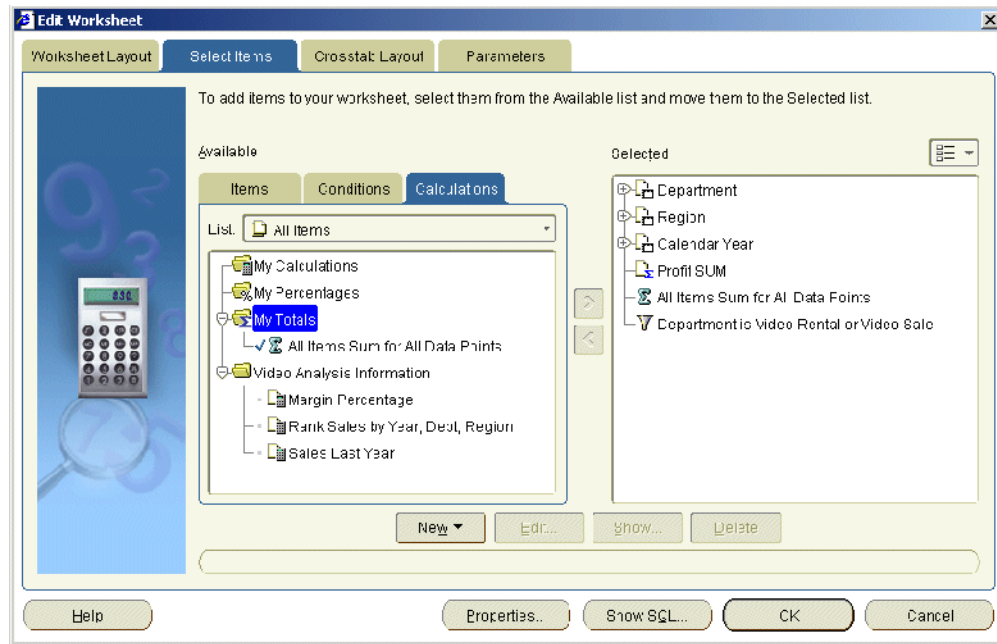 Edit Worksheet
Worksheet Layout
Select Items
Crosstab Layout
Parameters
To add items to your worksheet, select them from the Available list and move them to the Selected list.
Available
Selected
Items
Conditions
Calculations
List.
All Items
My Calculations
My Percentages
My Totals
All Items Sum for All Data Points
Video Analysis Information
Margin Percentage
Rank Sales by Year, Dept, Region
Sales Last Year
Department
Region
Calendar Year
Profit SUM
All Items Sum for All Data Points
Department is Video Rental or Video Sale
830.
New
Edit...
Show...
Delete
Help
Properties..
Show SQL...
OK
Cancel